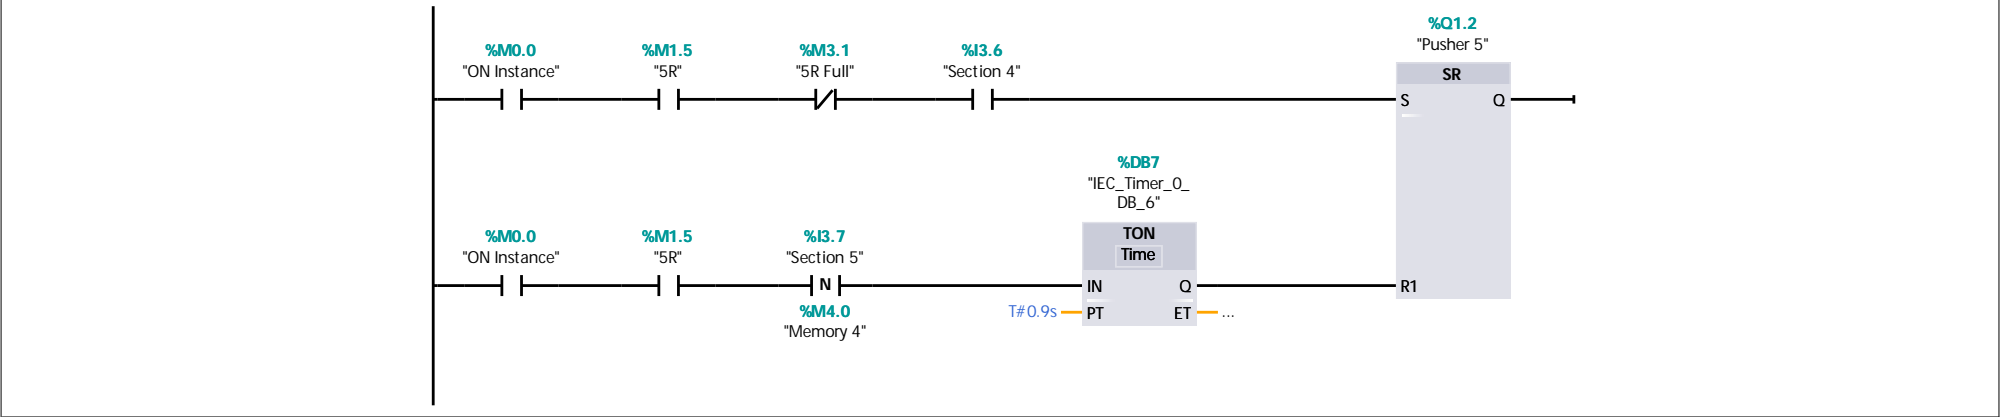 %Q1.2
"Pusher 5"
%M0.0
"ON Instance"
%M1.5
"5R"
%M3.1
"5R Full"
%I3.6
"Section 4"
SR
S
Q
%DB7
"IEC_Timer_0_
DB_6"
%M0.0
"ON Instance"
%M1.5
"5R"
%I3.7
"Section 5"
N
%M4.0
"Memory 4"
TON
Time
IN
Q
T#0.9s
PT
ET
...
R1